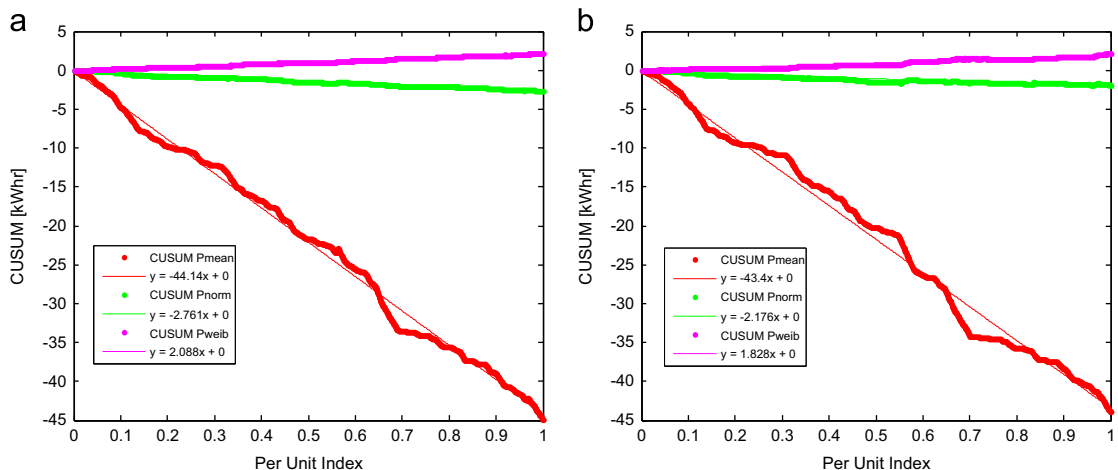 a
5
0
-5
-10
-15
-20
-25
-30
-35
-40
-45
CUSUM [kWhr]
CUSUM Pmean
y = -44.14x + 0
CUSUM Pnorm
y = -2.761x + 0
CUSUM Pweib
y = 2.088x + 0
0 0.1 0.2 0.3 0.4 0.5 0.6 0.7 0.8 0.9 1
Per Unit Index
b
5
0
-5
-10
-15
-20
-25
-30
-35
-40
-45
CUSUM [kWhr]
CUSUM Pmean
y = -43.4x + 0
CUSUM Pnorm
y = -2.176x + 0
CUSUM Pweib
y = 1.828x + 0
0 0.1 0.2 0.3 0.4 0.5 0.6 0.7 0.8 0.9 1
Per Unit Index